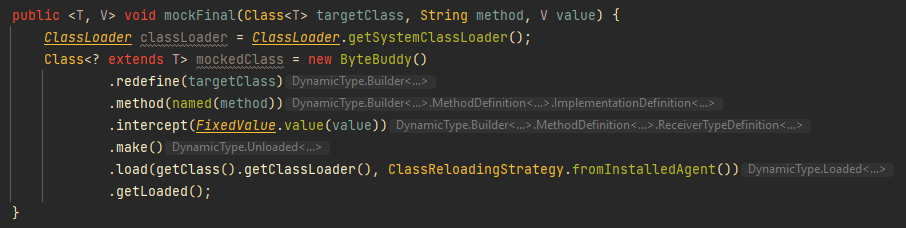 public <T, V> void mockFinal(Class<T> targetClass, String method, V value) {
    ClassLoader classLoader = ClassLoader.getSystemClassLoader();
    Class<? extends T> mockedClass = new ByteBuddy()
            .redefine(targetClass) DynamicType.Builder<...>
            .method(named(method)) DynamicType.Builder<...>.MethodDefinition<...>.ImplementationDefinition<...>
            .intercept(FixedValue.value(value)) DynamicType.Builder<...>.MethodDefinition<...>.ReceiverTypeDefinition<...>
            .make() DynamicType.Unloaded<...>
            .load(getClass().getClassLoader(), ClassReloadingStrategy.fromInstalledAgent()) DynamicType.Loaded<...>
            .getLoaded();
}